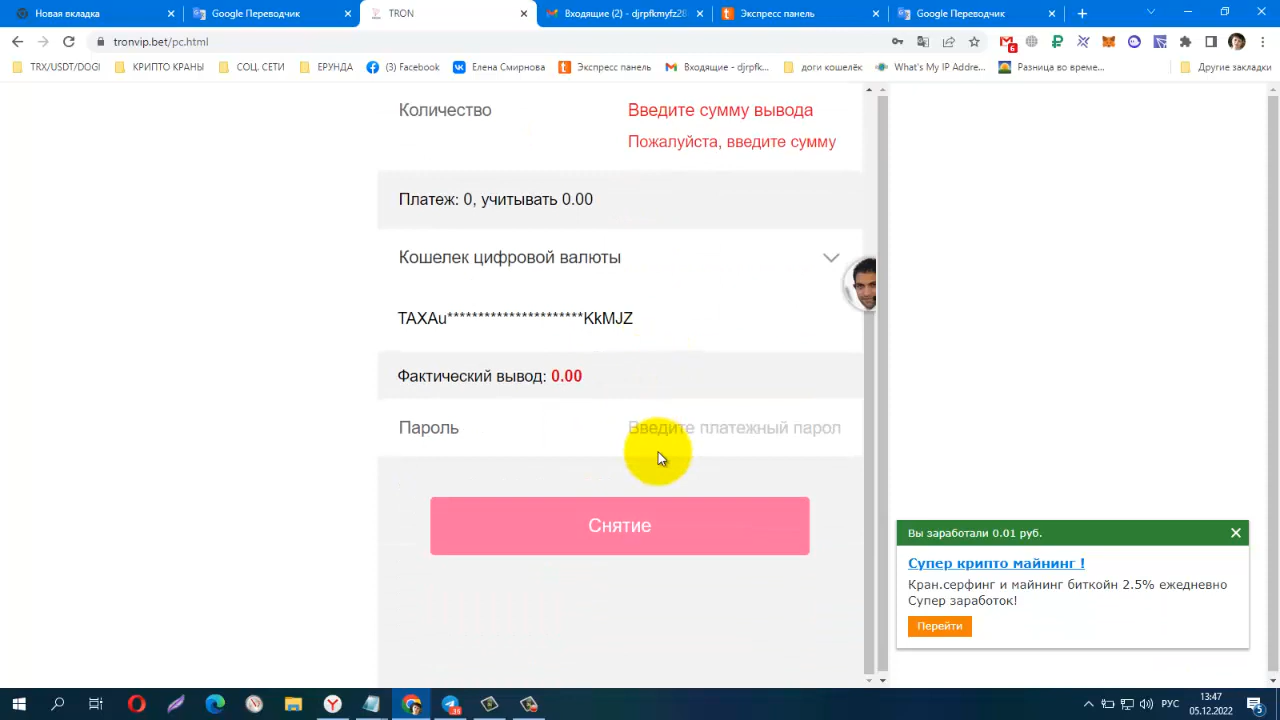 Новая вкладка
Google Переводчик
TRON
Входящие (2) - djrpfkmyfz28
Экспресс панель
Google Переводчик
tronvip.bet/pc.html
6
TRX/USDT/DOGI
КРИПТО КРАНЫ
СОЦ. СЕТИ
ЕРУНДА
(3) Facebook
Елена Смирнова
Экспресс панель
Входящие - djrpfk...
доги кошелёк
What's My IP Addre...
Разница во време...
Другие закладки
Количество
Введите сумму вывода
Пожалуйста, введите сумму
Платеж: 0, учитывать 0.00
Кошелек цифровой валюты
TAXAu**********************KkMJZ
Фактический вывод: 0.00
Пароль
Введите платежный парол
Снятие
Вы заработали 0.01 руб.
Супер крипто майнинг !
Кран.серфинг и майнинг биткойн 2.5% ежедневно
Супер заработок!
Перейти
РУС
13:47
05.12.2022